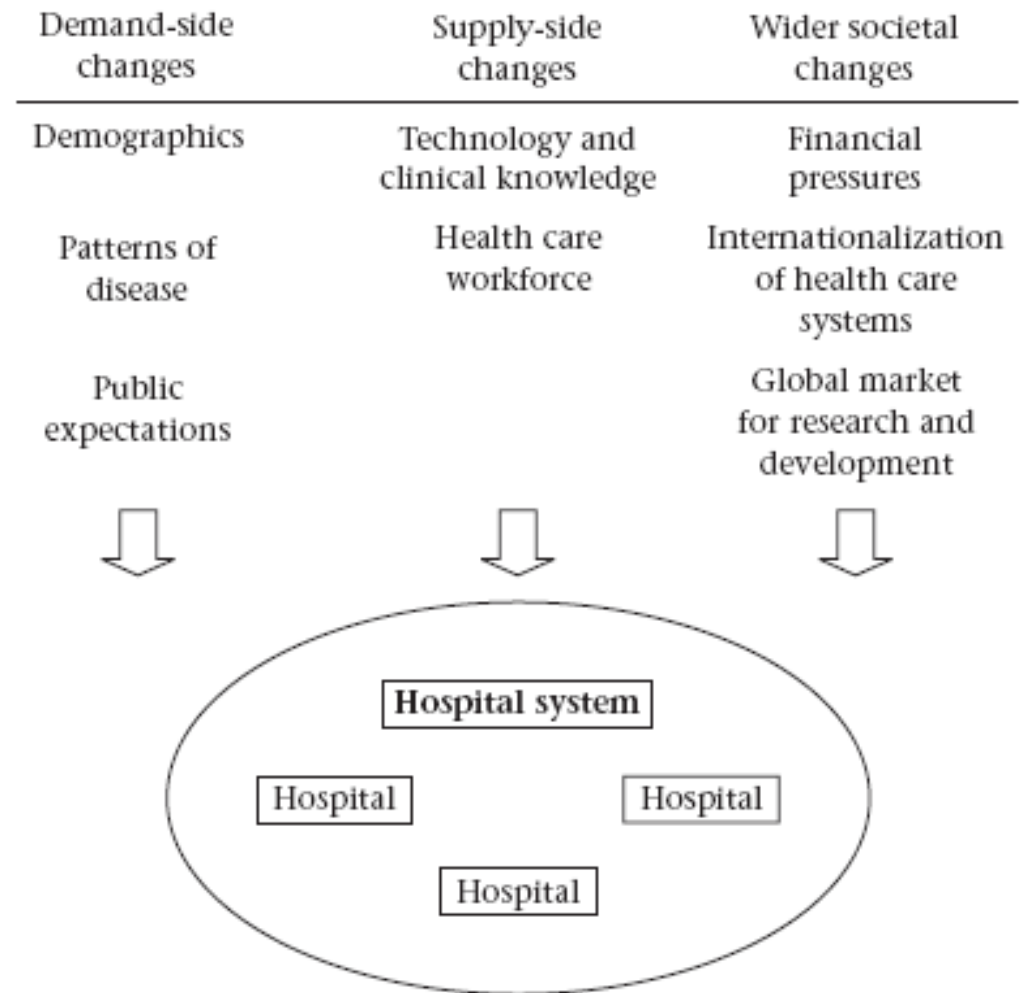 Demand-side
changes
Supply-side
changes
Wider societal
changes
Demographics
Technology and
clinical knowledge
Financial
pressures
Patterns of
disease
Health care
workforce
Internationalization
of health care
systems
Public
expectations
Global market
for research and
development
Hospital system
Hospital
Hospital
Hospital